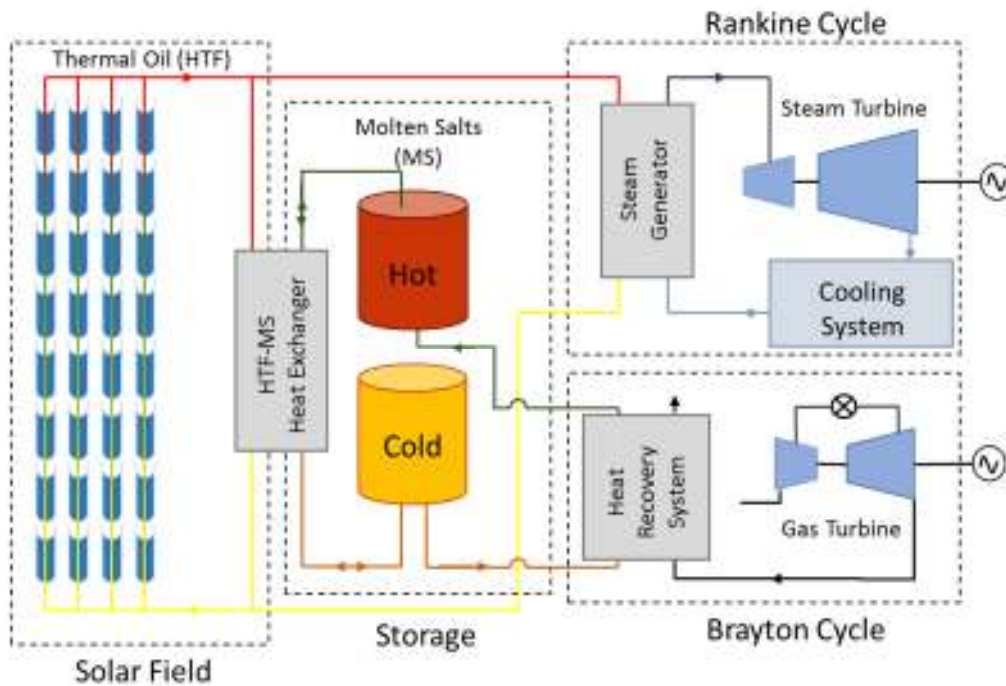 Rankine Cycle
Thermal Oil (HTF)
Molten Salts
(MS)
Steam
Generator
Steam Turbine
Hot
HTF-MS
Heat Exchanger
Cooling
System
Cold
Heat
Recovery
System
Gas Turbine
Storage
Brayton Cycle
Solar Field